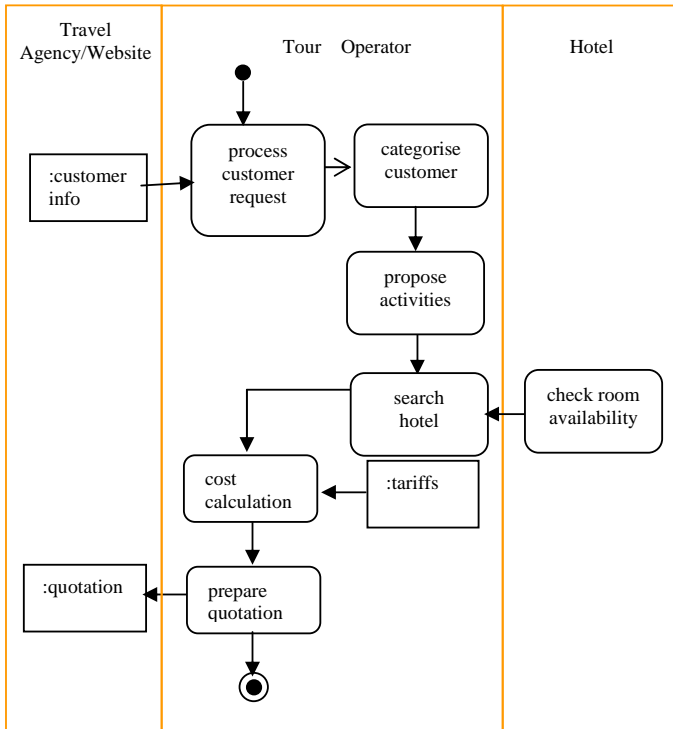 Travel
Agency/Website
Tour Operator
Hotel
process
customer
request
categorise
customer
:customer
info
propose
activities
search
hotel
check room
availability
cost
calculation
:tariffs
:quotation
prepare
quotation